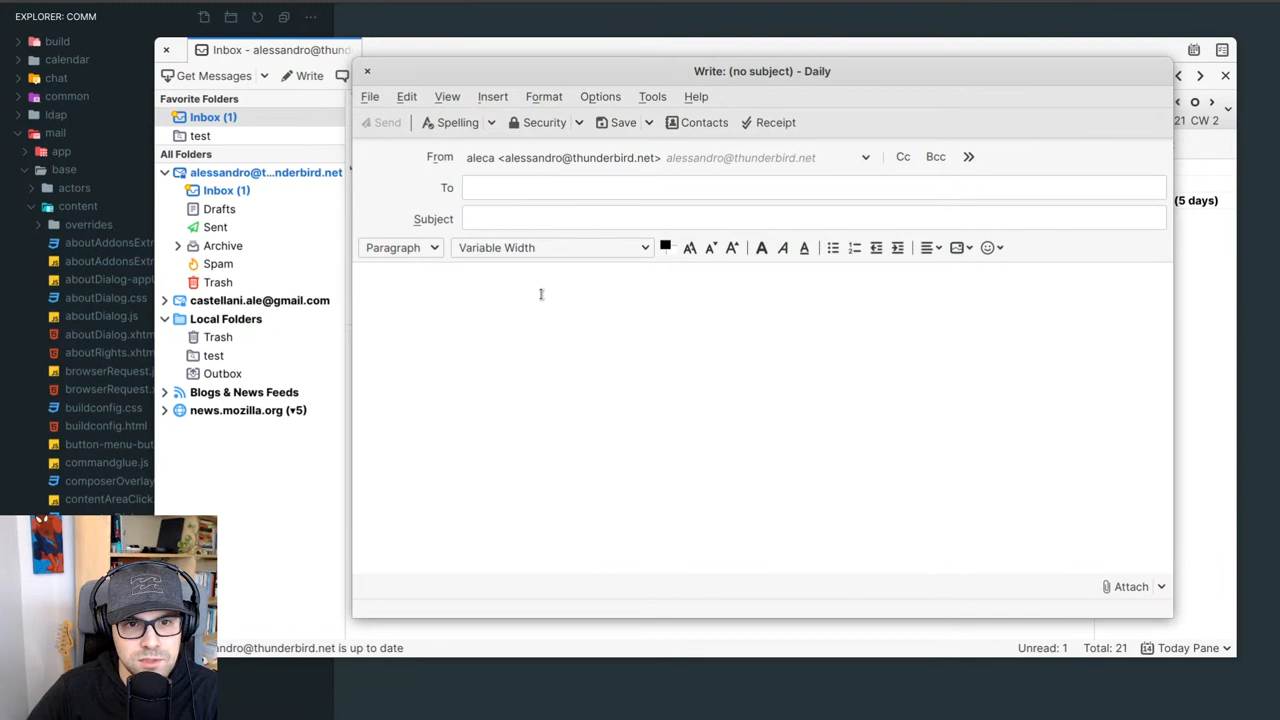 EXPLORER: COMM
build
calendar
chat
common
ldap
mail
app
base
actors
content
overrides
aboutAddonsExtr
aboutAddonsExtr
aboutDialog-appU
aboutDialog.css
aboutDialog.js
aboutDialog.xhtm
aboutRights.xhtm
browserRequest.j
browserRequest.x
buildconfig.css
buildconfig.html
button-menu-but
commandglue.js
composerOverlay
contentAreaClick.
Inbox - alessandro@thund
Get Messages
Write
Favorite Folders
Inbox (1)
test
All Folders
alessandro@t...nderbird.net
Inbox (1)
Drafts
Sent
Archive
Spam
Trash
castellani.ale@gmail.com
Local Folders
Trash
test
Outbox
Blogs & News Feeds
news.mozilla.org (▾5)
Write: (no subject) - Daily
File Edit View Insert Format Options Tools Help
Send Spelling Security Save Contacts Receipt
From aleca <alessandro@thunderbird.net> alessandro@thunderbird.net Cc Bcc
To
Subject
Paragraph Variable Width
Attach
21 CW 2
(5 days)
andro@thunderbird.net is up to date
Unread: 1 Total: 21 14 Today Pane